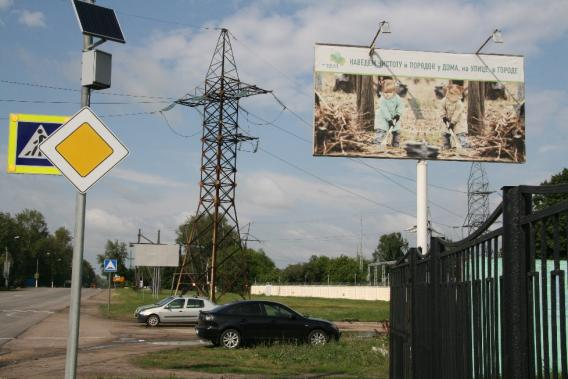 НАВЕДЕМ ЧИСТОТУ и ПОРЯДОК у ДОМА, на УЛИЦЕ, в ГОРОДЕ